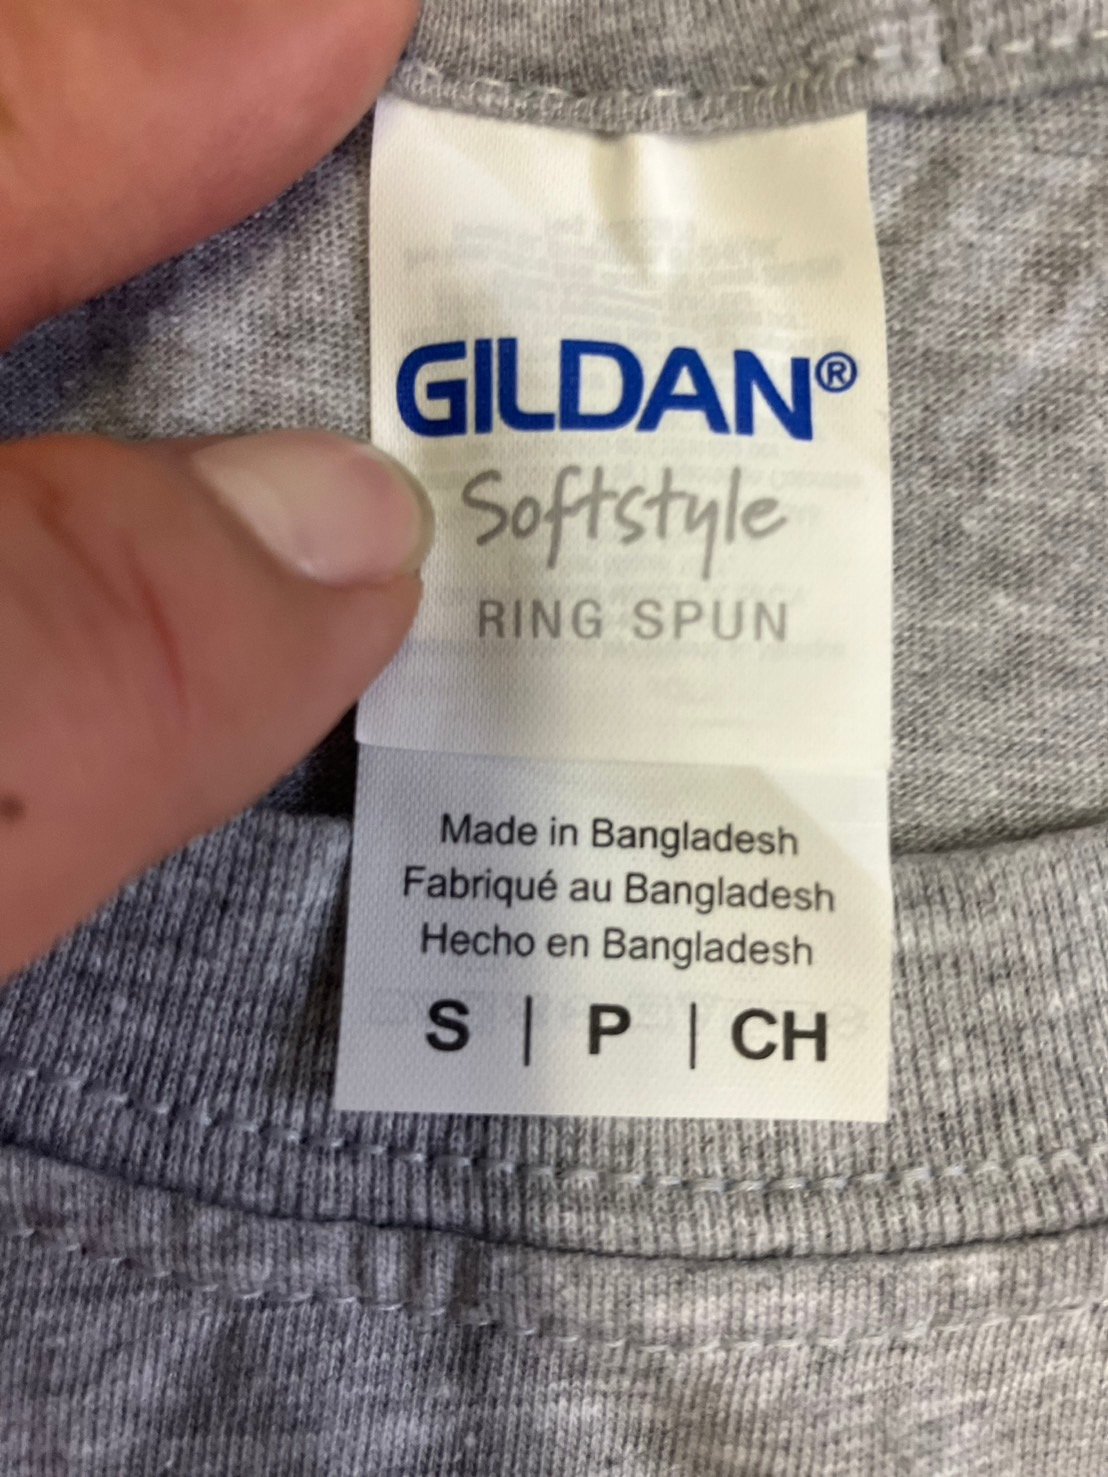 GILDAN®
Softstyle
RING SPUN
Made in Bangladesh
Fabriqué au Bangladesh
Hecho en Bangladesh
S | P | CH